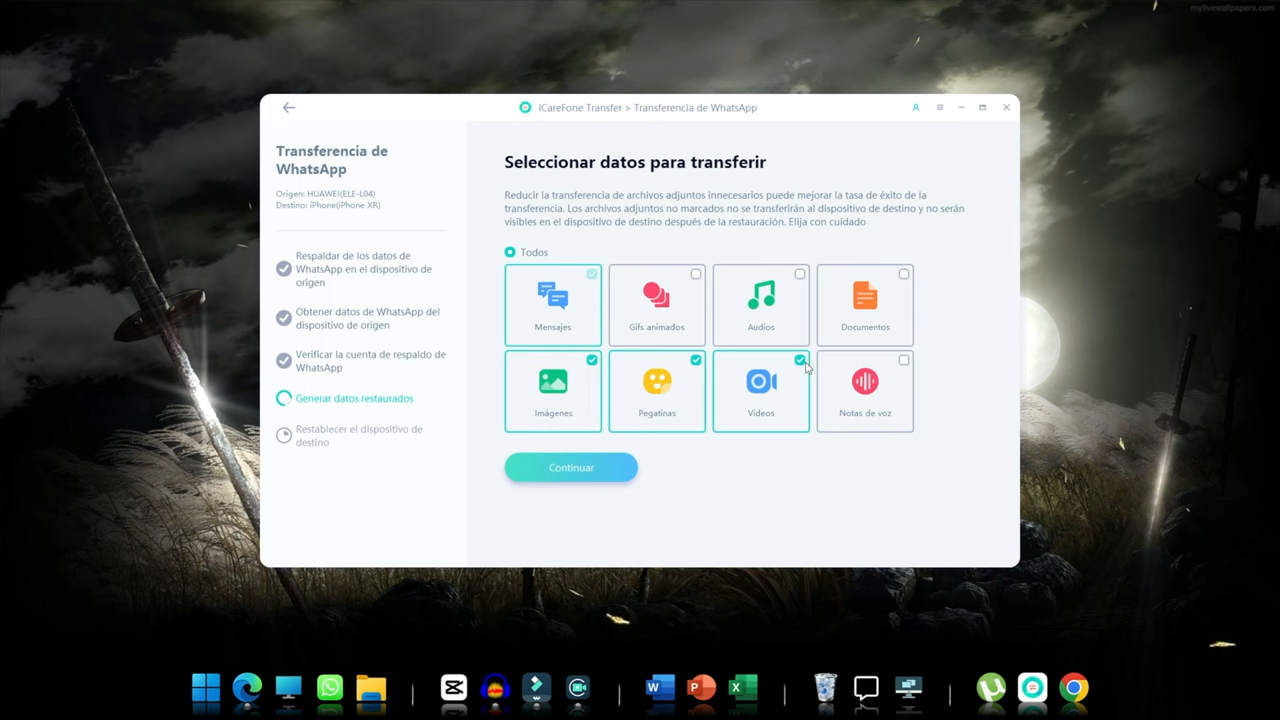 mylivewallpapers.com
iCareFone Transfer > Transferencia de WhatsApp
Transferencia de
WhatsApp
Origen: HUAWEI(ELE-L04)
Destino: iPhone(iPhone XR)
Respaldar de los datos de
WhatsApp en el dispositivo de
origen
Obtener datos de WhatsApp del
dispositivo de origen
Verificar la cuenta de respaldo de
WhatsApp
Generar datos restaurados
Restablecer el dispositivo de
destino
Seleccionar datos para transferir
Reducir la transferencia de archivos adjuntos innecesarios puede mejorar la tasa de éxito de la
transferencia. Los archivos adjuntos no marcados no se transferirán al dispositivo de destino y no serán
visibles en el dispositivo de destino después de la restauración. Elija con cuidado
Todos
Mensajes
Gifs animados
Audios
Documentos
Imágenes
Pegatinas
Videos
Notas de voz
Continuar
W
P
X